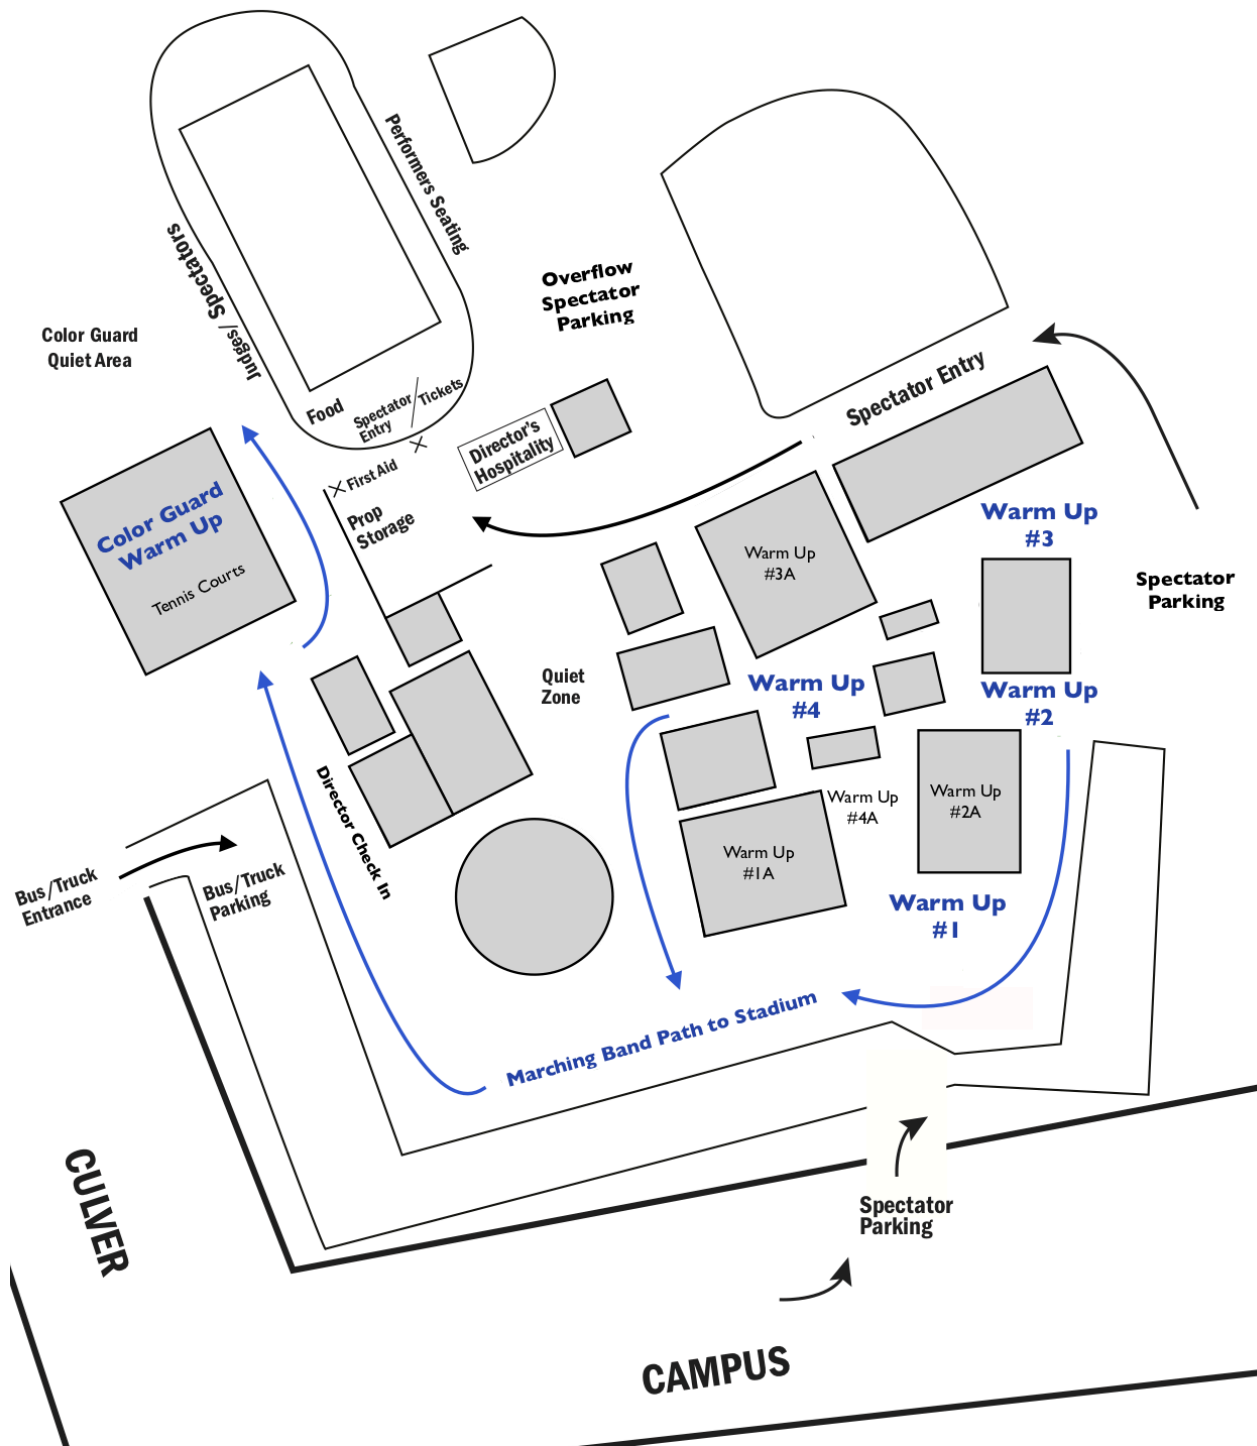 Performers Seating
Judges/Spectators
Overflow
Spectator
Parking
Color Guard
Quiet Area
Spectator Entry
Food
Spectator
Entry
Tickets
Director's
Hospitality
First Aid
Prop
Storage
Color Guard
Warm Up
Tennis Courts
Warm Up
#3
Warm Up
#3A
Spectator
Parking
Quiet
Zone
Warm Up
#4
Warm Up
#2
Director Check In
Warm Up
#4A
Warm Up
#2A
Warm Up
#1A
Bus/Truck
Entrance
Bus/Truck
Parking
Warm Up
#1
Marching Band Path to Stadium
Spectator
Parking
CULVER
CAMPUS